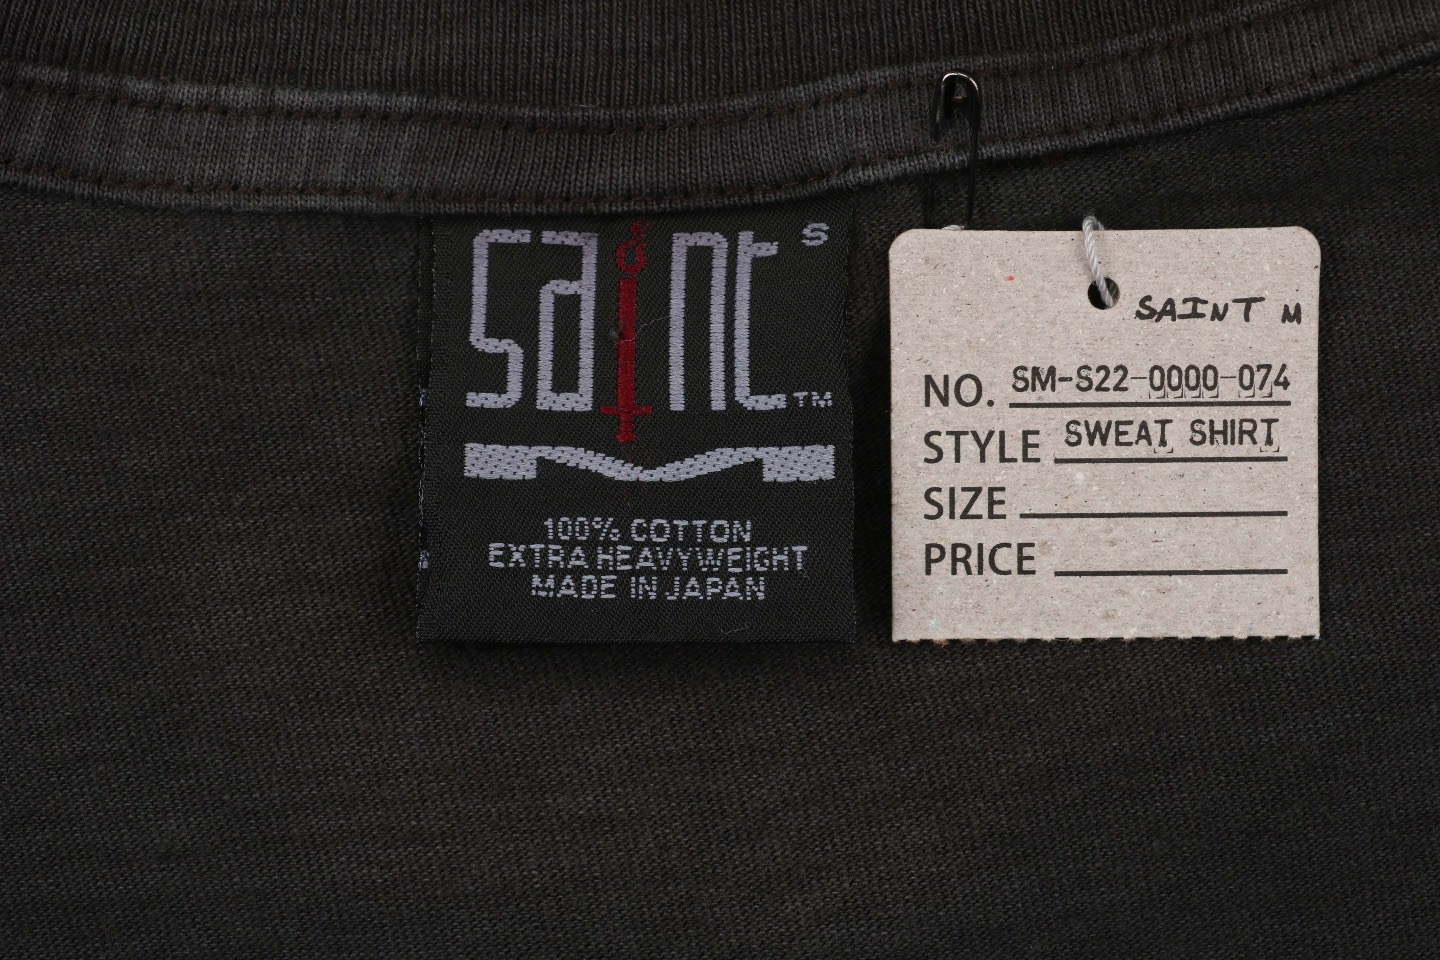 saint S
TM
100% COTTON
EXTRA HEAVYWEIGHT
MADE IN JAPAN
SAINT M
NO. SM-S22-0000-074
STYLE SWEAT SHIRT
SIZE
PRICE